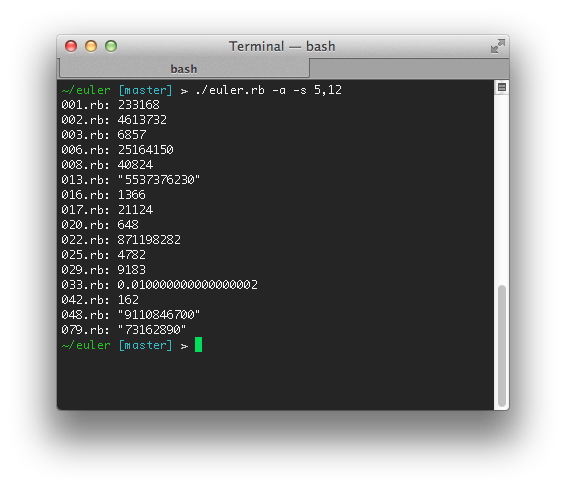 Terminal — bash
bash
~/euler [master] > ./euler.rb -a -s 5,12
001.rb: 233168
002.rb: 4613732
003.rb: 6857
006.rb: 25164150
008.rb: 40824
013.rb: "5537376230"
016.rb: 1366
017.rb: 21124
020.rb: 648
022.rb: 871198282
025.rb: 4782
029.rb: 9183
033.rb: 0.010000000000000002
042.rb: 162
048.rb: "9110846700"
079.rb: "73162890"
~/euler [master] >